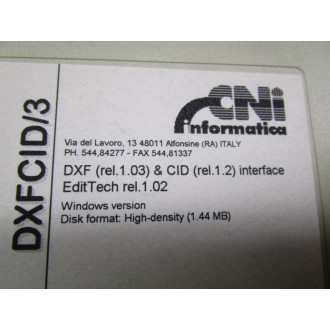 DXFCID/3
CNi
informatica
Via del Lavoro, 13 48011 Alfonsine (RA) ITALY
PH. 544,84277 - FAX 544,81337
DXF (rel.1.03) & CID (rel.1.2) interface
EditTech rel.1.02
Windows version
Disk format: High-density (1.44 MB)